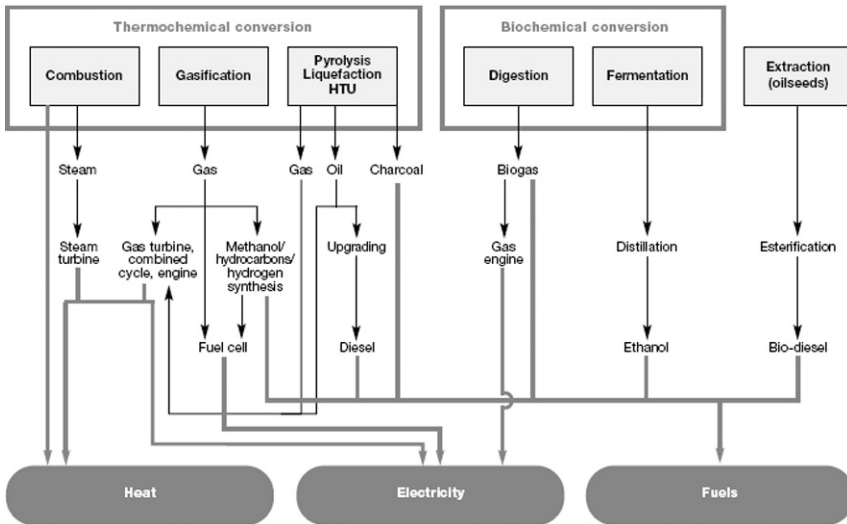 Thermochemical conversion
Biochemical conversion
Combustion
Gasification
Pyrolysis
Liquefaction
HTU
Digestion
Fermentation
Extraction
(oilseeds)
Steam
Gas
Gas
Oil
Charcoal
Biogas
Steam
turbine
Gas turbine,
combined
cycle, engine
Methanol/
hydrocarbons/
hydrogen
synthesis
Upgrading
Gas
engine
Distillation
Esterification
Fuel cell
Diesel
Ethanol
Bio-diesel
Heat
Electricity
Fuels